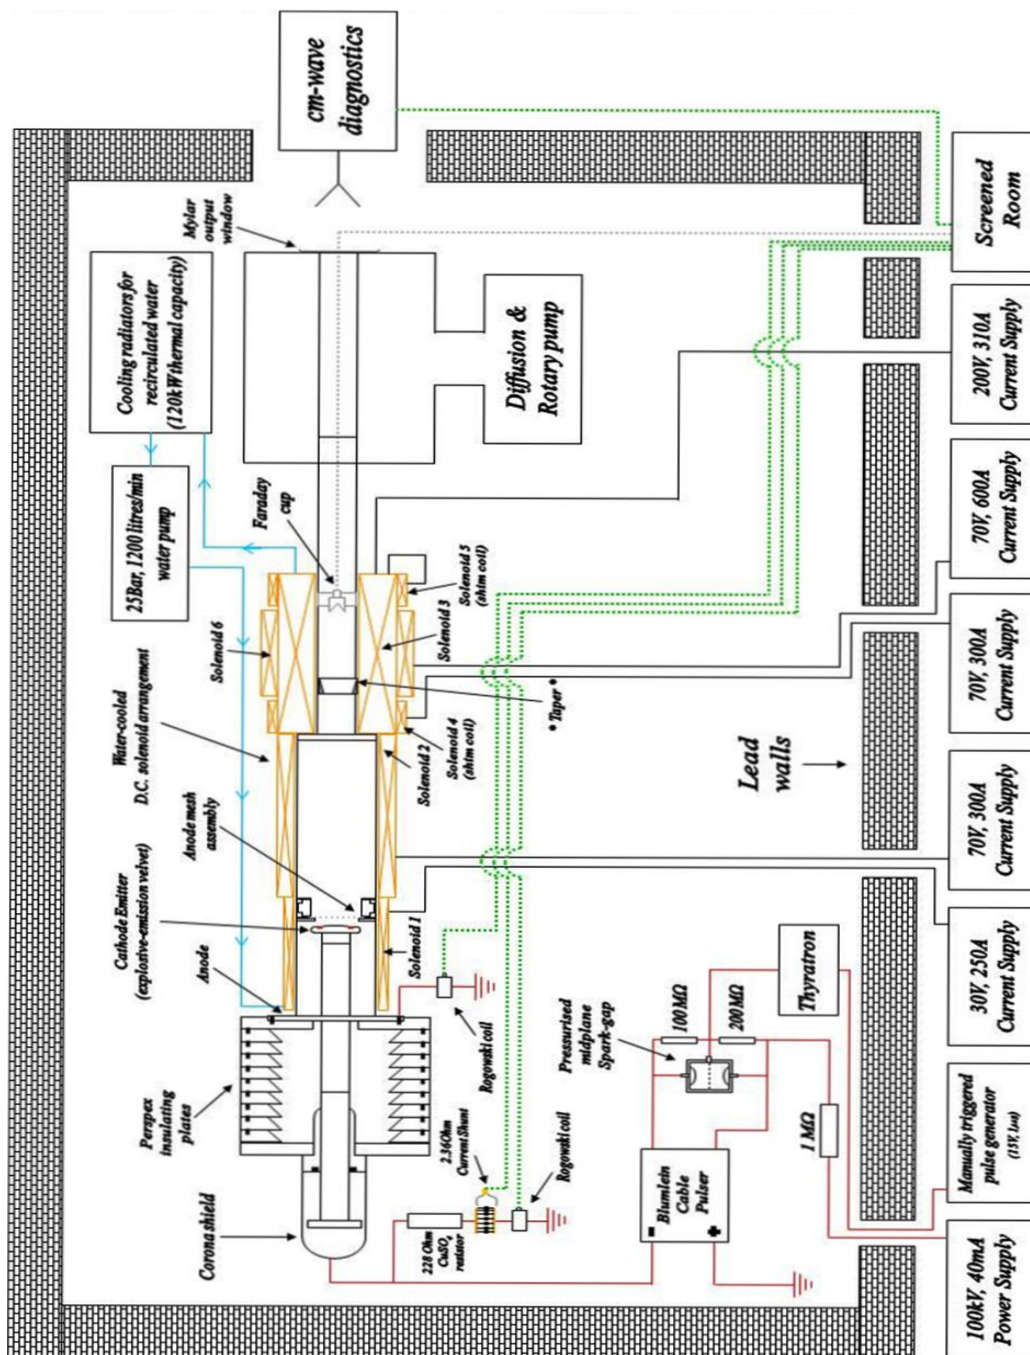 Corona shield
Perspex
insulating
plates
Anode
Cathode Emitter
(explosive-emission velvet)
Anode mesh
assembly
Water-cooled
D.C. solenoid arrangement
25Bar, 1200 litres/min
water pump
Cooling radiators for
recirculated water
(120kW thermal capacity)
Mylar
output
window
cm-wave
diagnostics
Solenoid 6
Faraday
cup
228 Ohm
CuSO4
resistor
2.36Ohm
Current Shunt
Rogowski coil
Rogowski coil
Solenoid 1
Solenoid 2
Solenoid 4
(shim coil)
Solenoid 3
Solenoid 5
(shim coil)
* Taper *
Diffusion &
Rotary pump
Blumlein
Cable
Pulser
Pressurised
midplane
Spark-gap
100MΩ
200MΩ
Thyratron
1 MΩ
Lead
walls
100kV, 40mA
Power Supply
Manually triggered
pulse generator
(15V, 1µs)
30V, 250A
Current Supply
70V, 300A
Current Supply
70V, 300A
Current Supply
70V, 600A
Current Supply
200V, 310A
Current Supply
Screened
Room